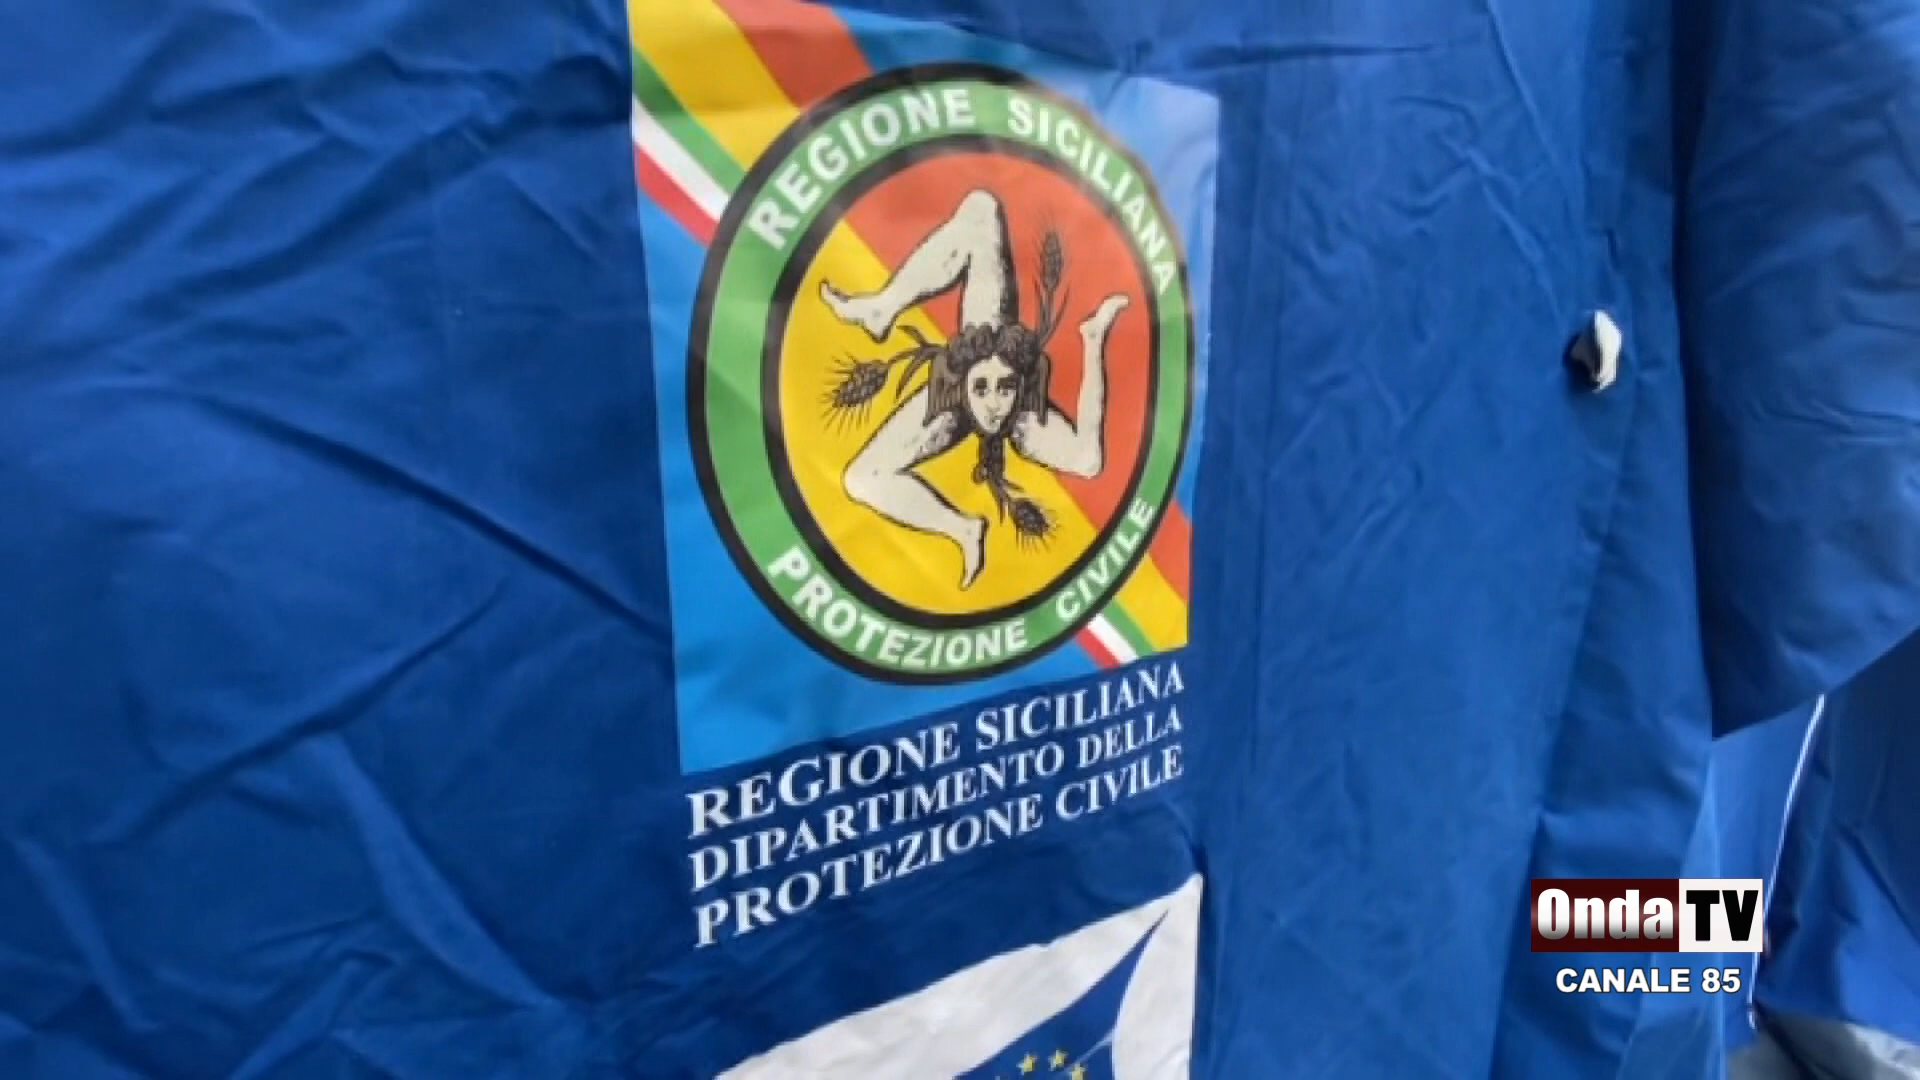 REGIONE SICILIANA
PROTEZIONE CIVILE
REGIONE SICILIANA
DIPARTIMENTO DELLA
PROTEZIONE CIVILE
Onda TV
CANALE 85